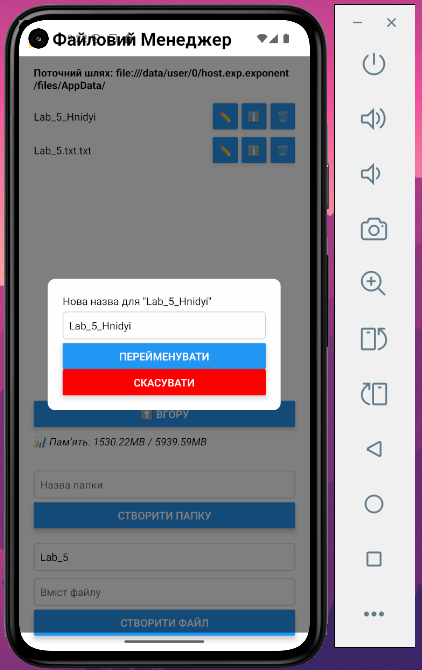 Файловий Менеджер
Поточний шлях: file:///data/user/0/host.exp.exponent
/files/AppData/
Lab_5_Hnidyi
Lab_5.txt.txt
Нова назва для "Lab_5_Hnidyi"
Lab_5_Hnidyi
ПЕРЕЙМЕНУВАТИ
СКАСУВАТИ
ВГОРУ
Пам'ять: 1530.22MB / 5939.59MB
Назва папки
СТВОРИТИ ПАПКУ
Lab_5
Вміст файлу
СТВОРИТИ ФАЙЛ